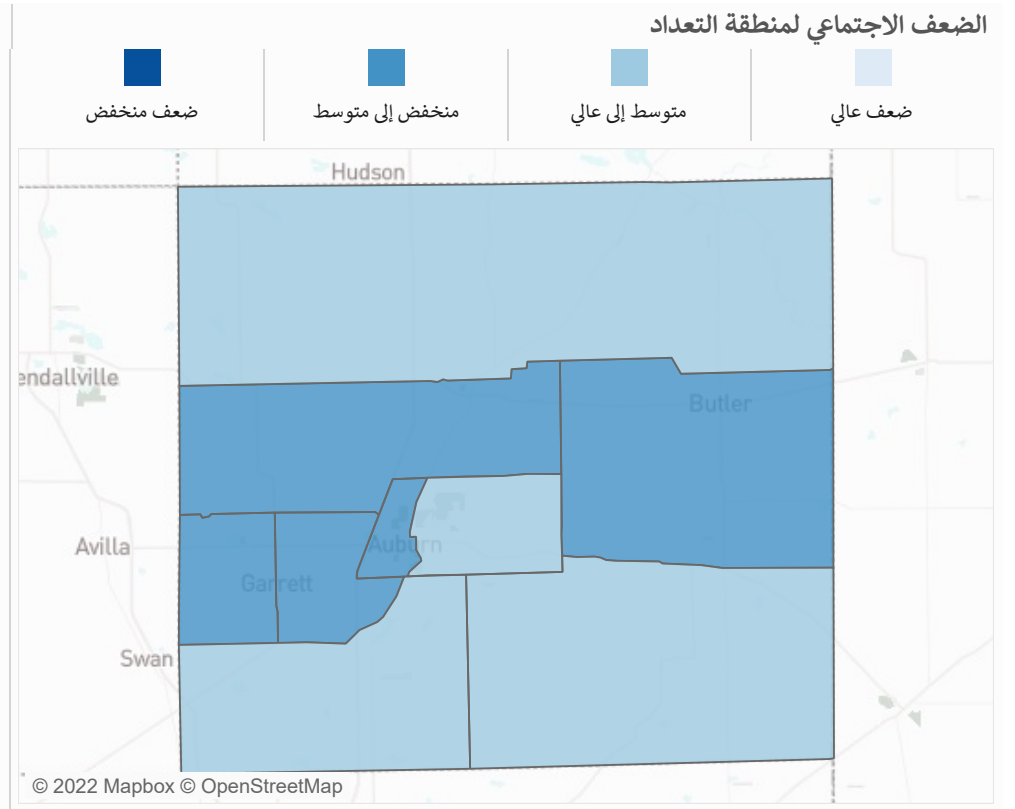 الضعف الاجتماعي لمنطقة التعداد
ضعف عالي
متوسط إلى عالي
منخفض إلى متوسط
ضعف منخفض
Hudson
endallville
Butler
Auburn
Avilla
Garrett
Swan
© 2022 Mapbox © OpenStreetMap